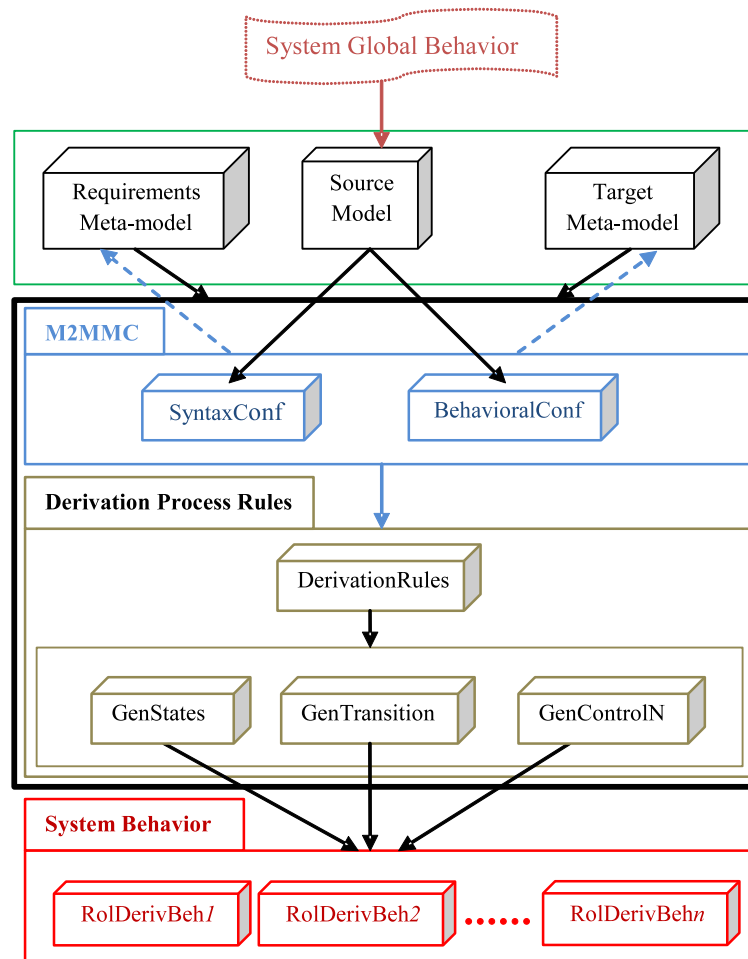 System Global Behavior
Requirements
Meta-model
Source
Model
Target
Meta-model
M2MMC
SyntaxConf
BehavioralConf
Derivation Process Rules
DerivationRules
GenStates
GenTransition
GenControlN
System Behavior
RolDerivBeh1
RolDerivBeh2
......
RolDerivBehn